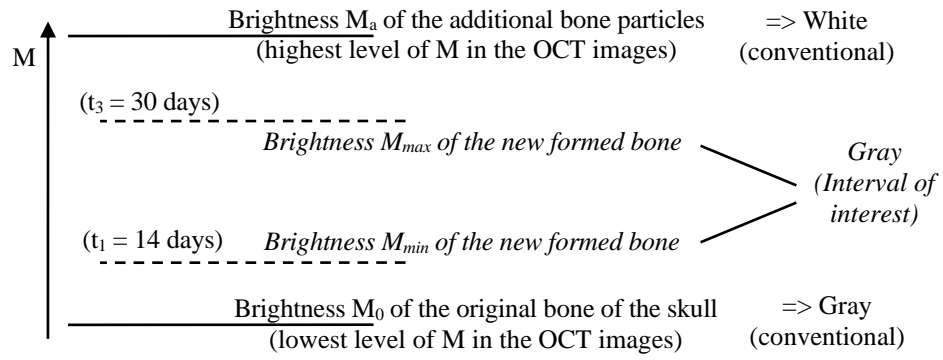 Brightness Mₐ of the additional bone particles => White
M (highest level of M in the OCT images) (conventional)
(t₃ = 30 days)
Brightness Mₘₐₓ of the new formed bone
Gray
(Interval of
interest)
(t₁ = 14 days) Brightness Mₘᵢₙ of the new formed bone
Brightness M₀ of the original bone of the skull => Gray
(lowest level of M in the OCT images) (conventional)